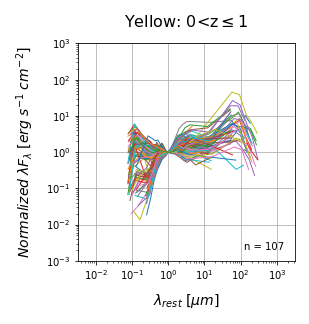 Yellow: 0<z≤1
Normalized λF_λ [erg s⁻¹ cm⁻²]
10³
10²
10¹
10⁰
10⁻¹
10⁻²
10⁻³
n = 107
10⁻² 10⁻¹ 10⁰ 10¹ 10² 10³
λ_rest [μm]